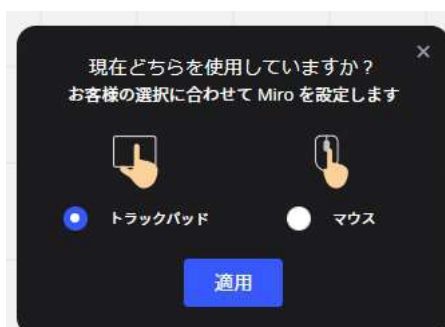 現在どちらを使用していますか？
お客様の選択に合わせて Miro を設定します
トラックパッド
マウス
適用